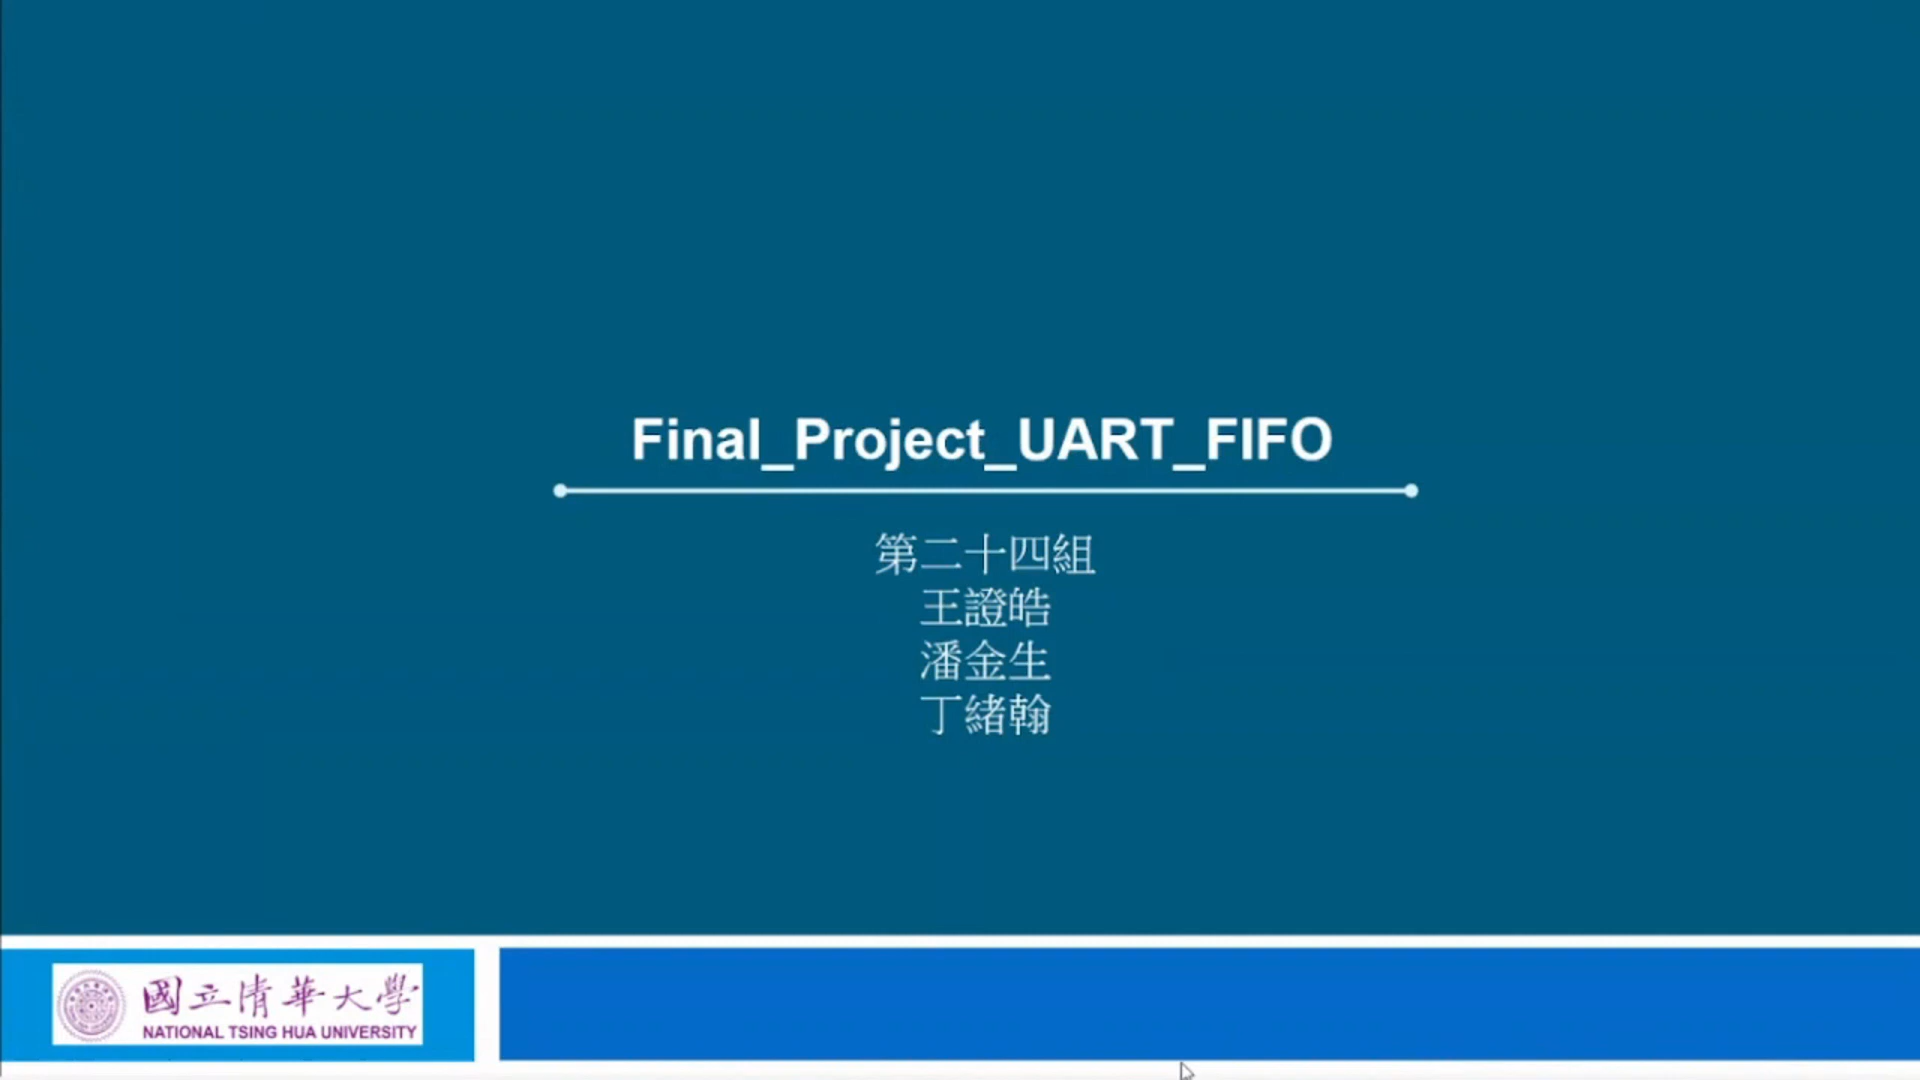 Final_Project_UART_FIFO
第二十四組
王證皓
潘金生
丁緒翰
國立清華大學
NATIONAL TSING HUA UNIVERSITY